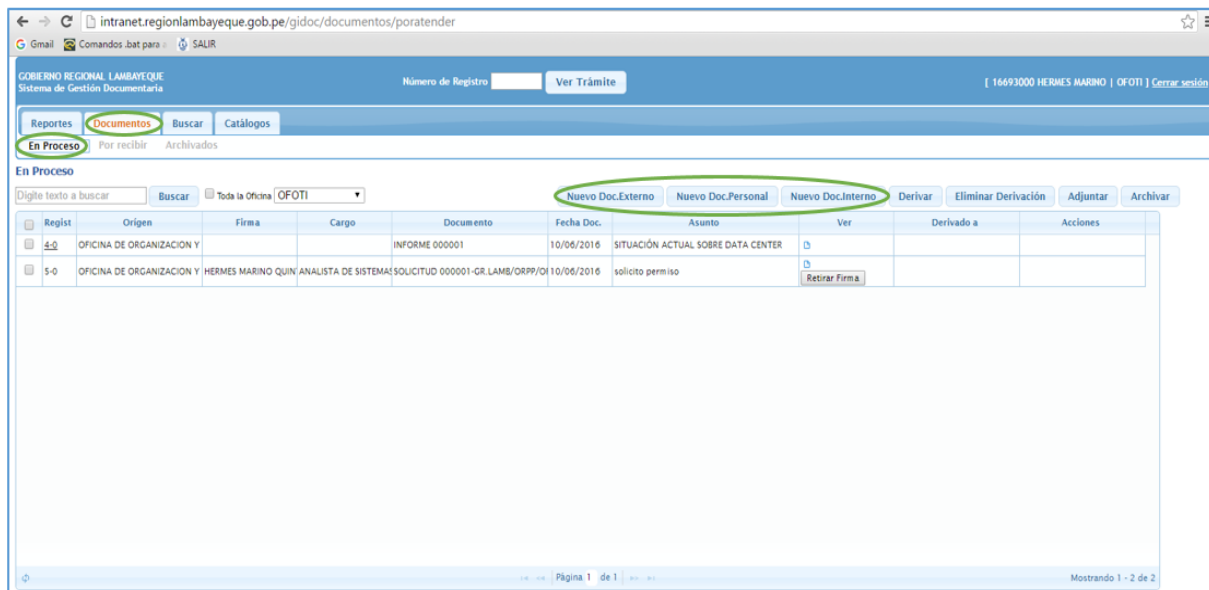 intranet.regionlambayeque.gob.pe/gidoc/documentos/poratender
Gmail Comandos .bat para SALIR
GOBIERNO REGIONAL LAMBAYEQUE
Sistema de Gestión Documentaria
Número de Registro Ver Tràmite
[ 16693000 HERMES MARINO | OFOTI ] Cerrar sesión
Reportes Documentos Buscar Catálogos
En Proceso Por recibir Archivados
En Proceso
Digite texto a buscar Buscar Toda la Oficina OFOTI Nuevo Doc.Externo Nuevo Doc.Personal Nuevo Doc.Interno Derivar Eliminar Derivación Adjuntar Archivar
Regist Origen Firma Cargo Documento Fecha Doc. Asunto Ver Derivado a Acciones
4-0 OFICINA DE ORGANIZACION Y INFORME 000001 10/06/2016 SITUACIÓN ACTUAL SOBRE DATA CENTER
5-0 OFICINA DE ORGANIZACION Y HERMES MARINO QUIN ANALISTA DE SISTEMAS SOLICITUD 000001-GR.LAMB/ORPP/OF 10/06/2016 solicito permiso
Retirar Firma
Página 1 de 1 Mostrando 1 - 2 de 2